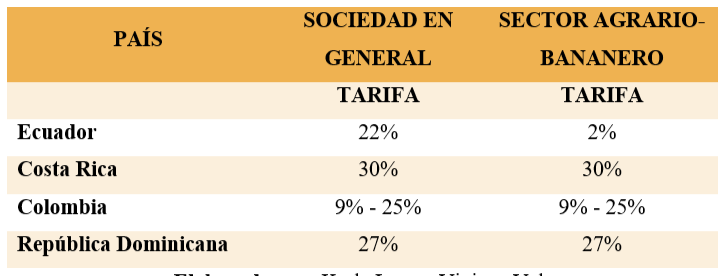 PAÍS SOCIEDAD EN GENERAL SECTOR AGRARIO-BANANERO
TARIFA TARIFA
Ecuador 22% 2%
Costa Rica 30% 30%
Colombia 9% - 25% 9% - 25%
República Dominicana 27% 27%